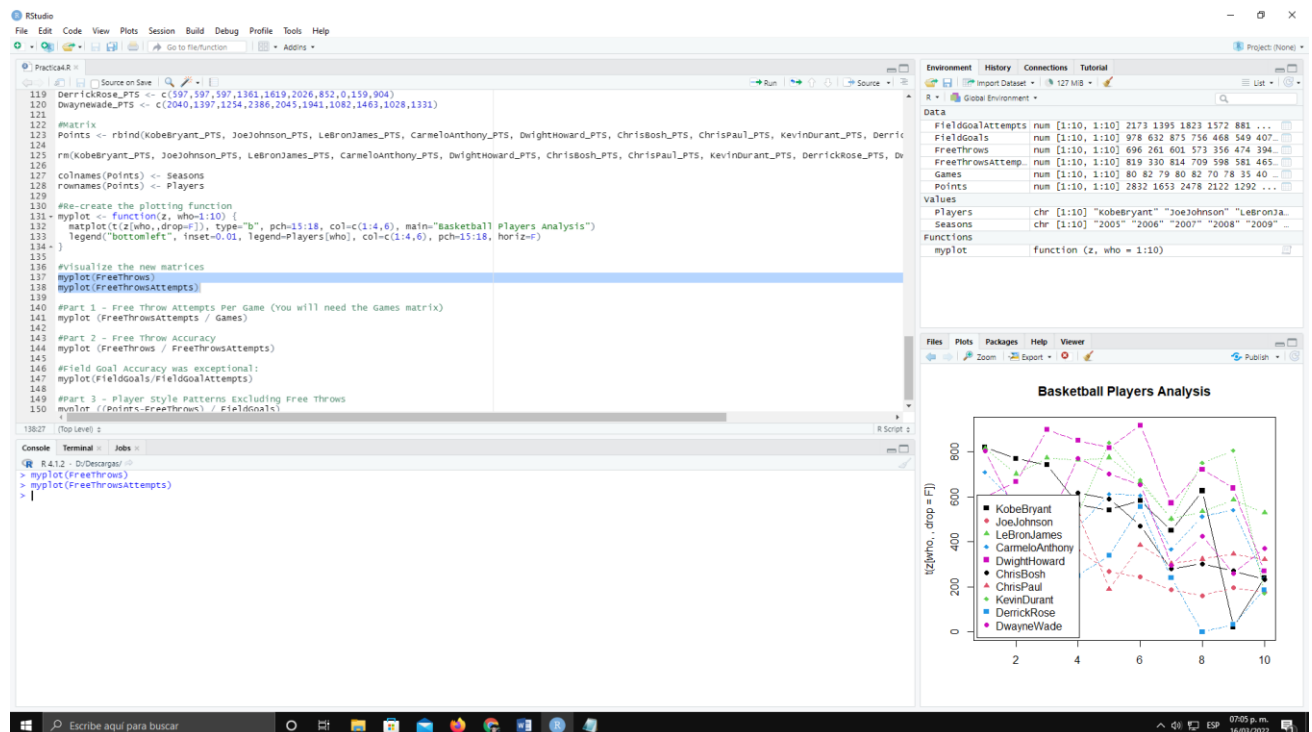 RStudio
File Edit Code View Plots Session Build Debug Profile Tools Help
Go to file/function Addins Project: (None)
Practica4.R
Source on Save Run Source
119 DerrickRose_PTS <- c(597,597,597,1361,1619,2026,852,0,159,904)
120 DwayneWade_PTS <- c(2040,1397,1254,2386,2045,1941,1082,1463,1028,1331)
121
122 #Matrix
123 Points <- rbind(KobeBryant_PTS, JoeJohnson_PTS, LeBronJames_PTS, CarmeloAnthony_PTS, DwightHoward_PTS, ChrisBosh_PTS, ChrisPaul_PTS, KevinDurant_PTS, Derric
124
125 rm(KobeBryant_PTS, JoeJohnson_PTS, LeBronJames_PTS, CarmeloAnthony_PTS, DwightHoward_PTS, ChrisBosh_PTS, ChrisPaul_PTS, KevinDurant_PTS, DerrickRose_PTS, Dw
126
127 colnames(Points) <- Seasons
128 rownames(Points) <- Players
129
130 #Re-create the plotting function
131 myplot <- function(z, who=1:10) {
132 matplot(t(z[who,,drop=F]), type="b", pch=15:18, col=c(1:4,6), main="Basketball Players Analysis")
133 legend("bottomleft", inset=0.01, legend=Players[who], col=c(1:4,6), pch=15:18, horiz=F)
134 }
135
136 #Visualize the new matrices
137 myplot(FreeThrows)
138 myplot(FreeThrowsAttempts)
139
140 #Part 1 - Free Throw Attempts Per Game (You will need the Games matrix)
141 myplot (FreeThrowsAttempts / Games)
142
143 #Part 2 - Free Throw Accuracy
144 myplot (FreeThrows / FreeThrowsAttempts)
145
146 #Field Goal Accuracy was exceptional:
147 myplot(FieldGoals/FieldGoalAttempts)
148
149 #Part 3 - Player Style Patterns Excluding Free Throws
150 myplot ((Points-FreeThrows) / FieldGoals)
138:27 (Top Level) R Script
Console Terminal Jobs
R 4.1.2 · D:/Descargas/
> myplot(FreeThrows)
> myplot(FreeThrowsAttempts)
>
Environment History Connections Tutorial
Import Dataset 127 MiB List
R Global Environment
Data
FieldGoalAttempts num [1:10, 1:10] 2173 1395 1823 1572 881 ...
FieldGoals num [1:10, 1:10] 978 632 875 756 468 549 407…
FreeThrows num [1:10, 1:10] 696 261 601 573 356 474 394…
FreeThrowsAttemp… num [1:10, 1:10] 819 330 814 709 598 581 465…
Games num [1:10, 1:10] 80 82 79 80 82 70 78 35 40 …
Points num [1:10, 1:10] 2832 1653 2478 2122 1292 ...
Values
Players chr [1:10] "KobeBryant" "JoeJohnson" "LeBronJa…
Seasons chr [1:10] "2005" "2006" "2007" "2008" "2009" …
Functions
myplot function (z, who = 1:10)
Files Plots Packages Help Viewer
Zoom Export Publish
Basketball Players Analysis
t(z[who, , drop = F])
800
600
400
200
0
KobeBryant
JoeJohnson
LeBronJames
CarmeloAnthony
DwightHoward
ChrisBosh
ChrisPaul
KevinDurant
DerrickRose
DwayneWade
2 4 6 8 10
Escribe aquí para buscar
ESP
07:05 p. m.
16/03/2022